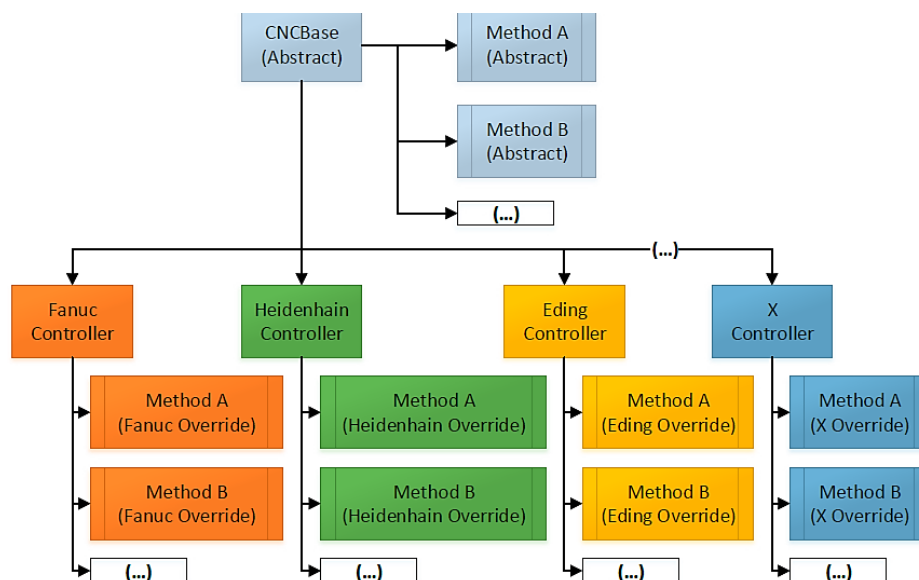 CNCBase
(Abstract)
Method A
(Abstract)
Method B
(Abstract)
(...)
(...)
Fanuc
Controller
Heidenhain
Controller
Eding
Controller
X
Controller
Method A
(Fanuc Override)
Method A
(Heidenhain Override)
Method A
(Eding Override)
Method A
(X Override)
Method B
(Fanuc Override)
Method B
(Heidenhain Override)
Method B
(Eding Override)
Method B
(X Override)
(...)
(...)
(...)
(...)